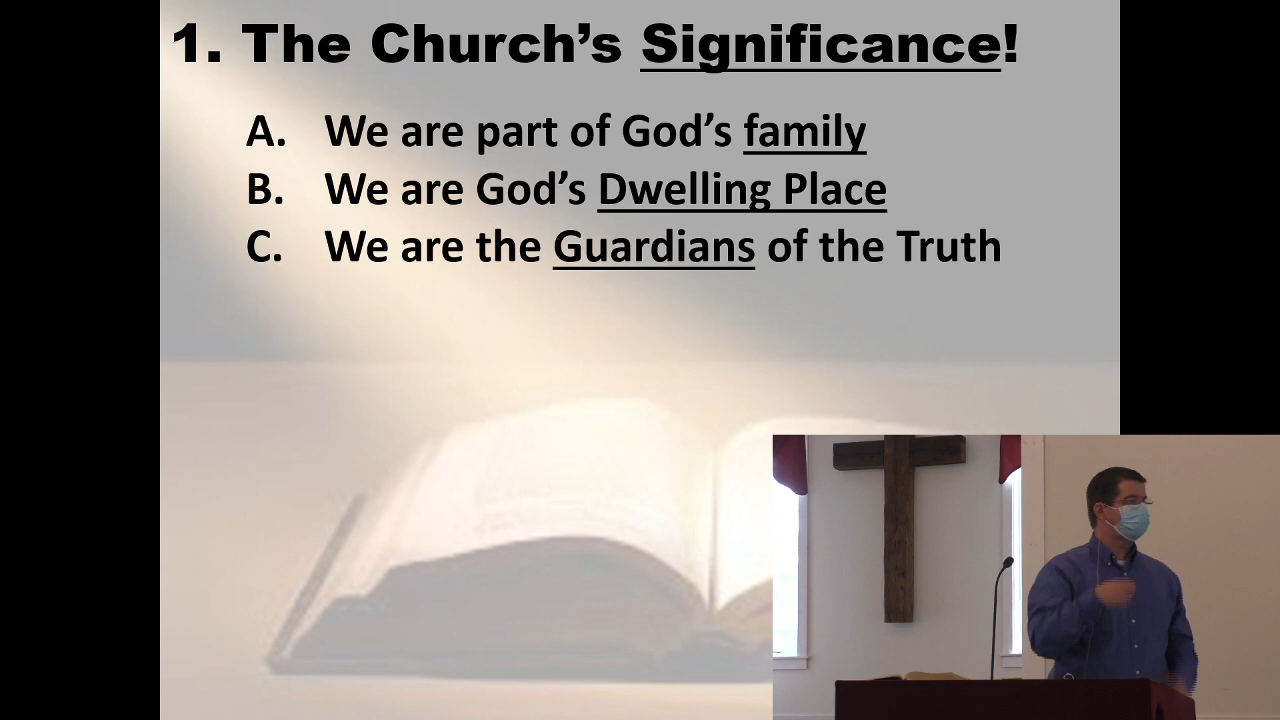 1. The Church’s Significance!
A. We are part of God’s family
B. We are God’s Dwelling Place
C. We are the Guardians of the Truth